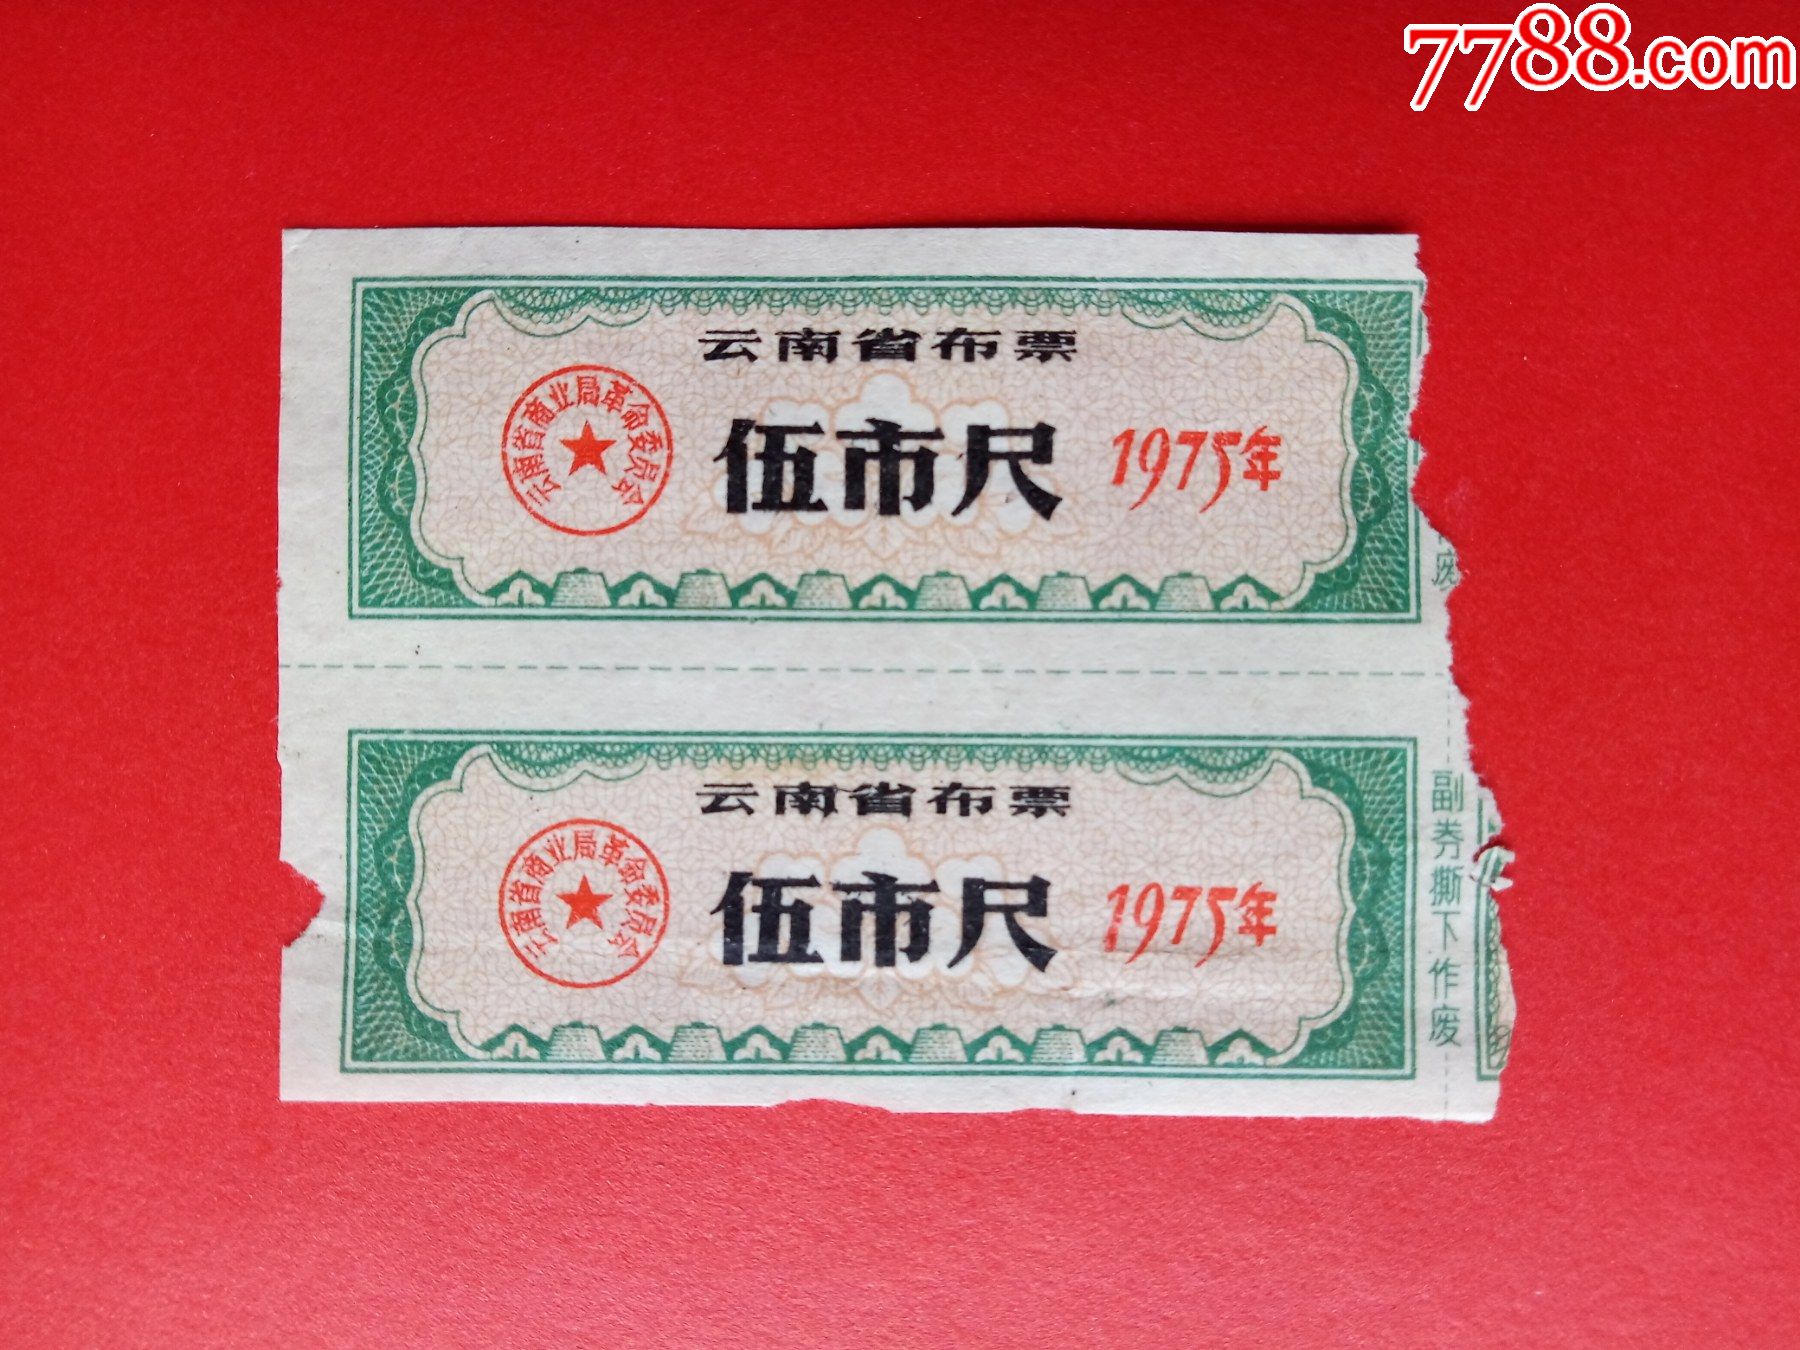 7788.com
云南省布票
云南省商业局革命委员会
伍市尺
1975年
废
云南省布票
云南省商业局革命委员会
伍市尺
1975年
副券撕下作废